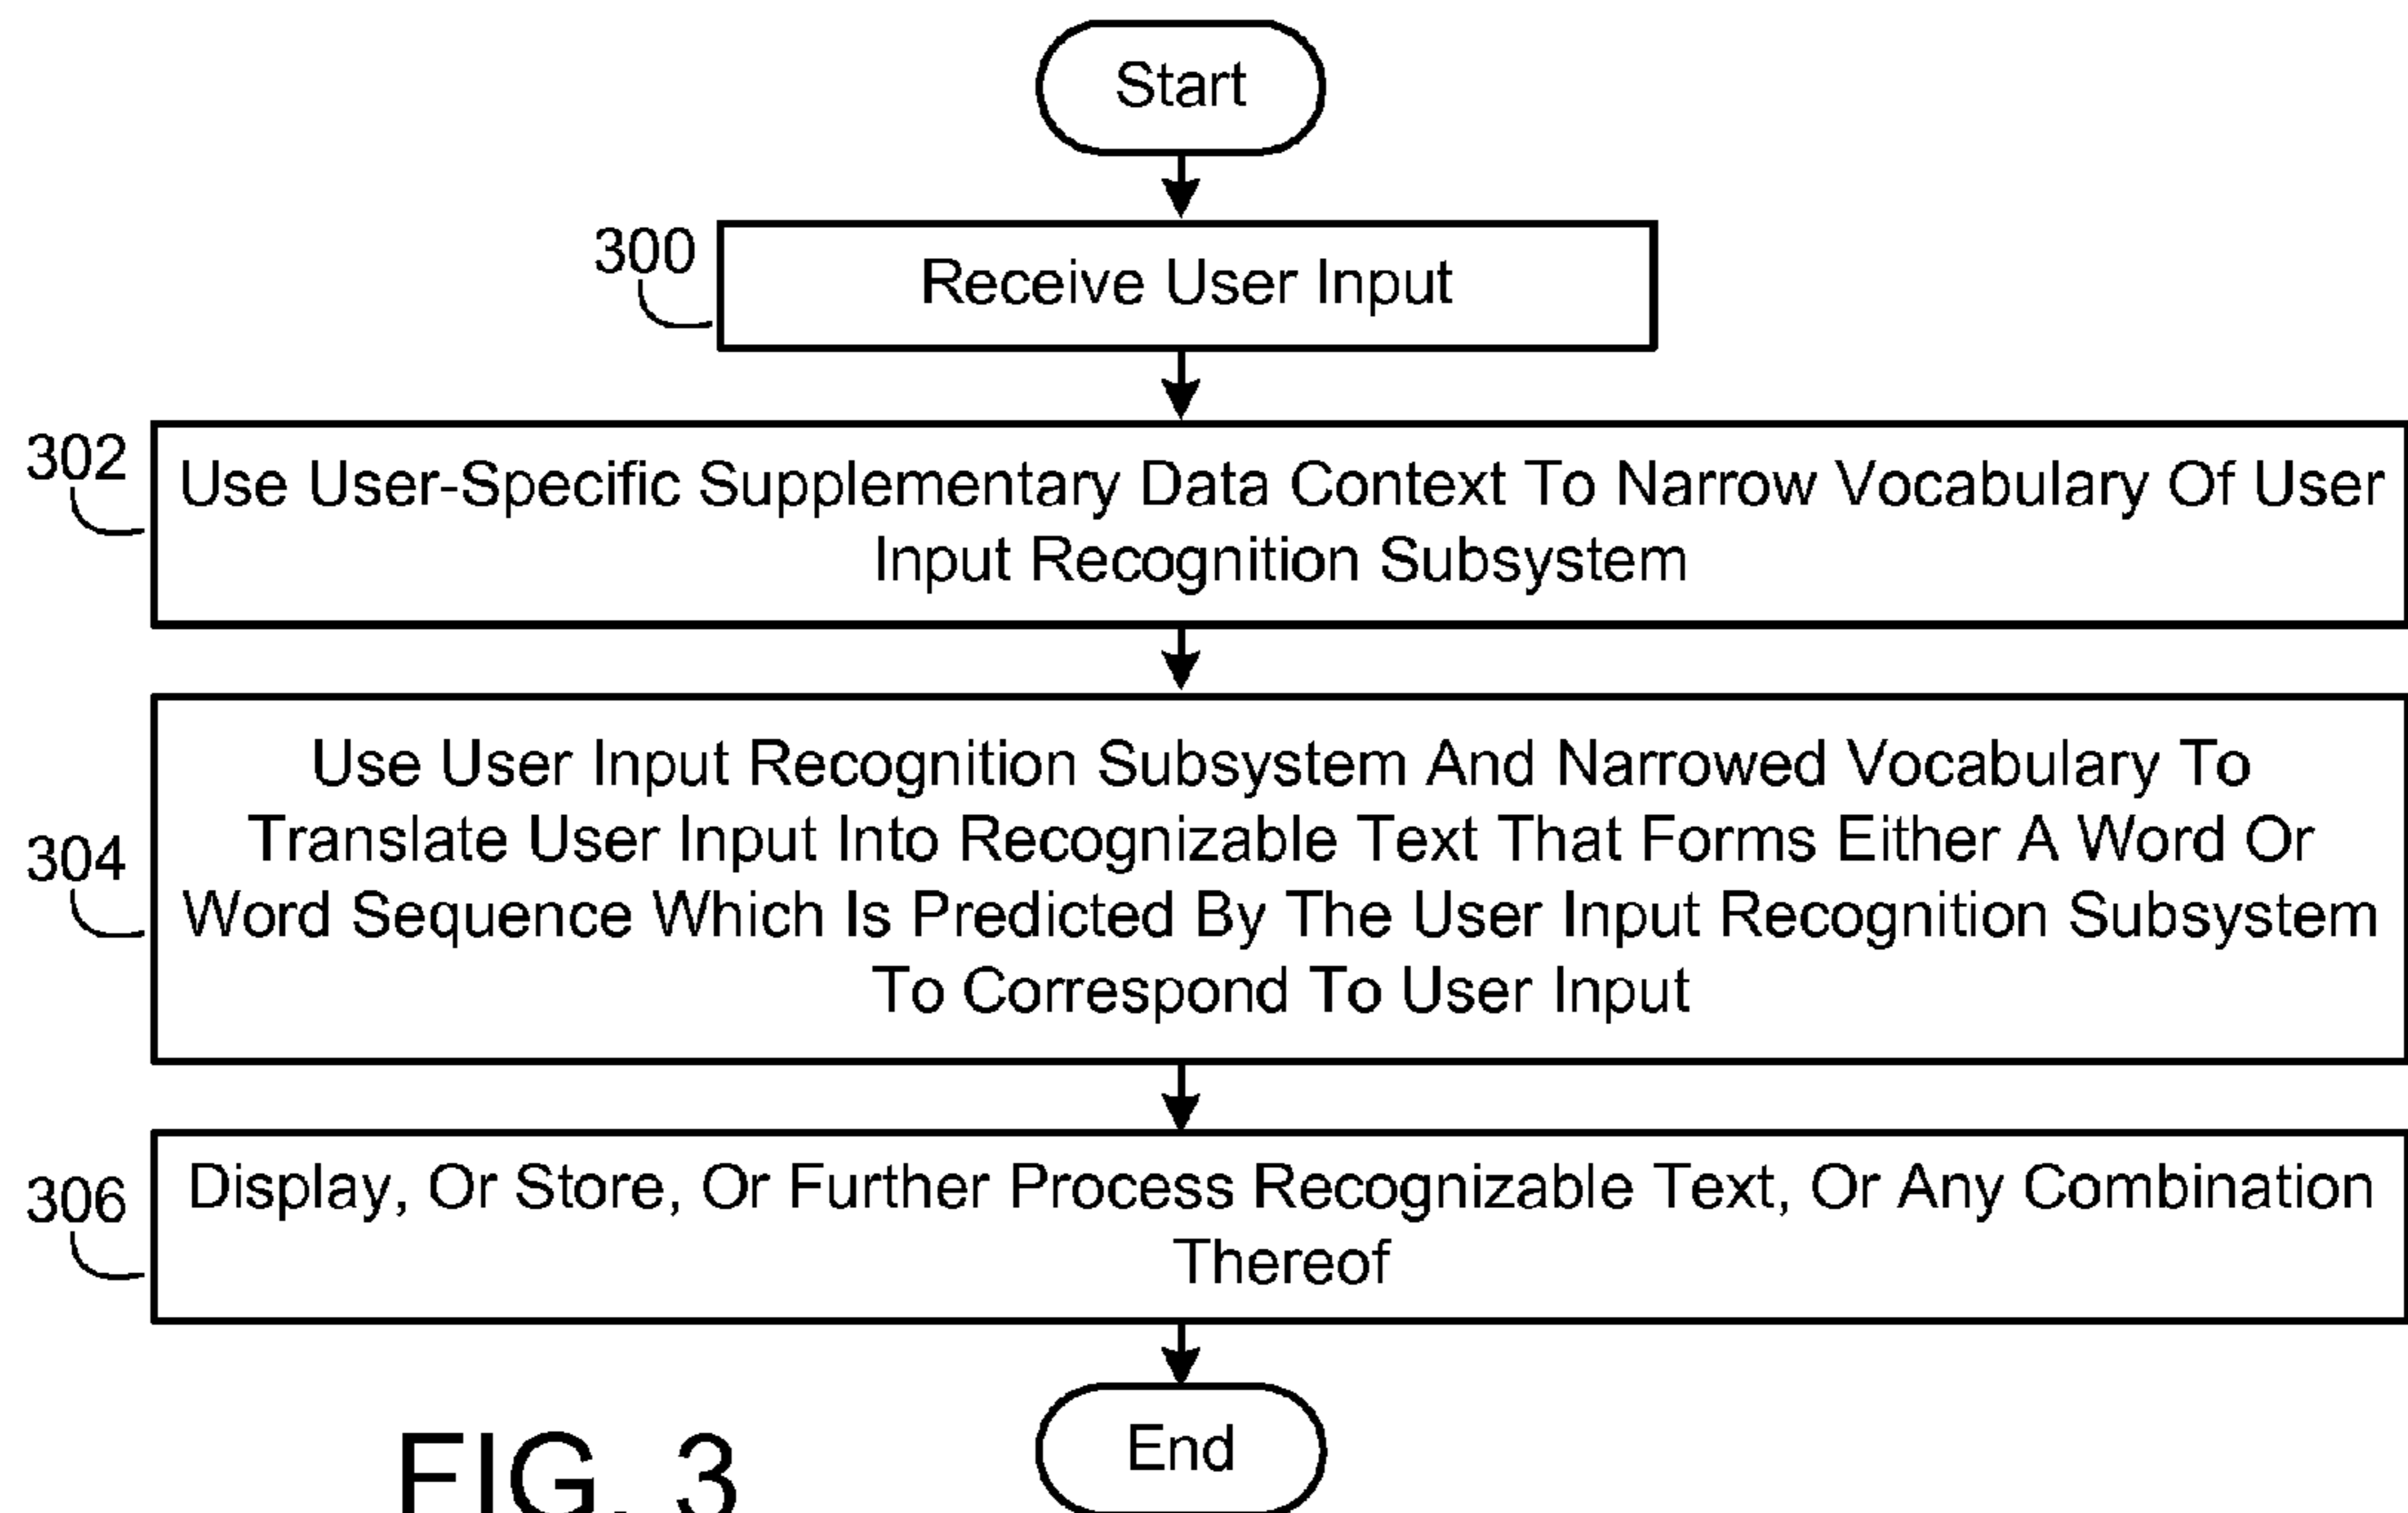 Start
300
Receive User Input
302
Use User-Specific Supplementary Data Context To Narrow Vocabulary Of User
Input Recognition Subsystem
304
Use User Input Recognition Subsystem And Narrowed Vocabulary To
Translate User Input Into Recognizable Text That Forms Either A Word Or
Word Sequence Which Is Predicted By The User Input Recognition Subsystem
To Correspond To User Input
306
Display, Or Store, Or Further Process Recognizable Text, Or Any Combination
Thereof
End
FIG. 3